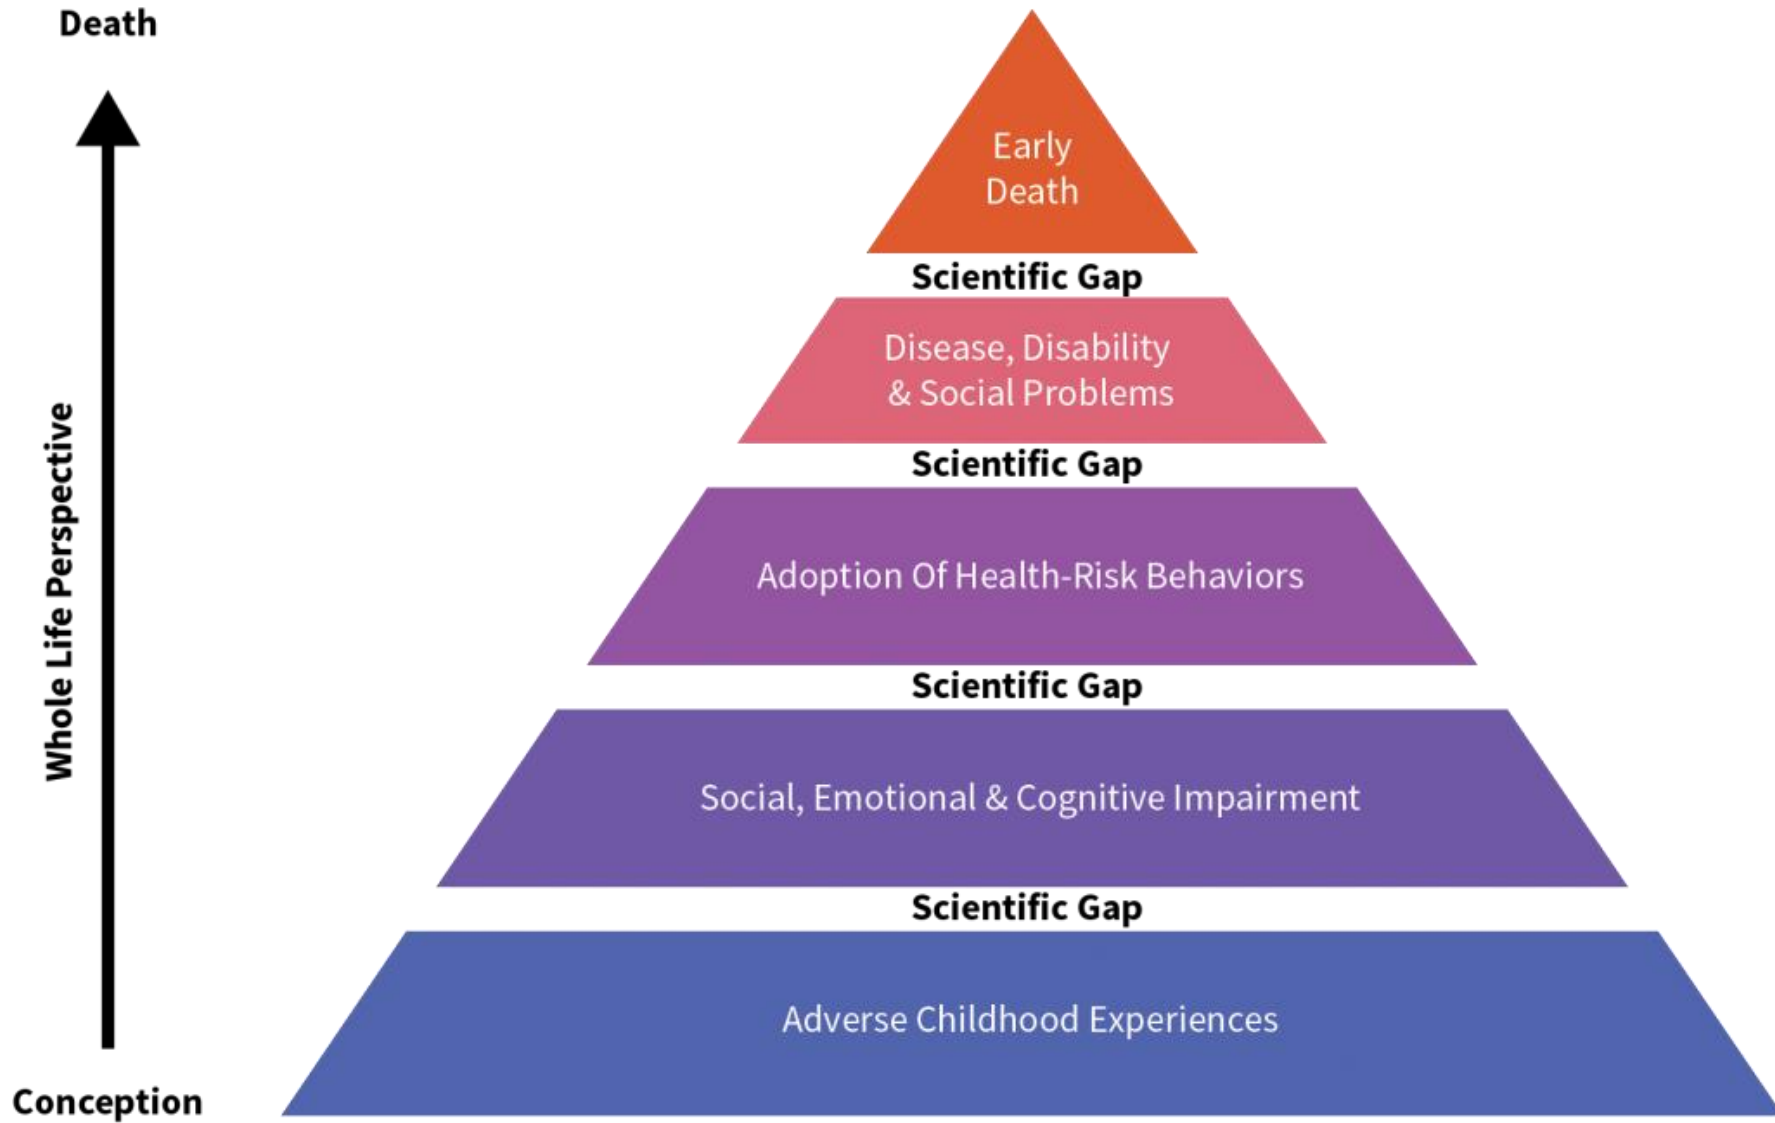 Death
Whole Life Perspective
Conception
Early
Death
Scientific Gap
Disease, Disability
& Social Problems
Scientific Gap
Adoption Of Health-Risk Behaviors
Scientific Gap
Social, Emotional & Cognitive Impairment
Scientific Gap
Adverse Childhood Experiences